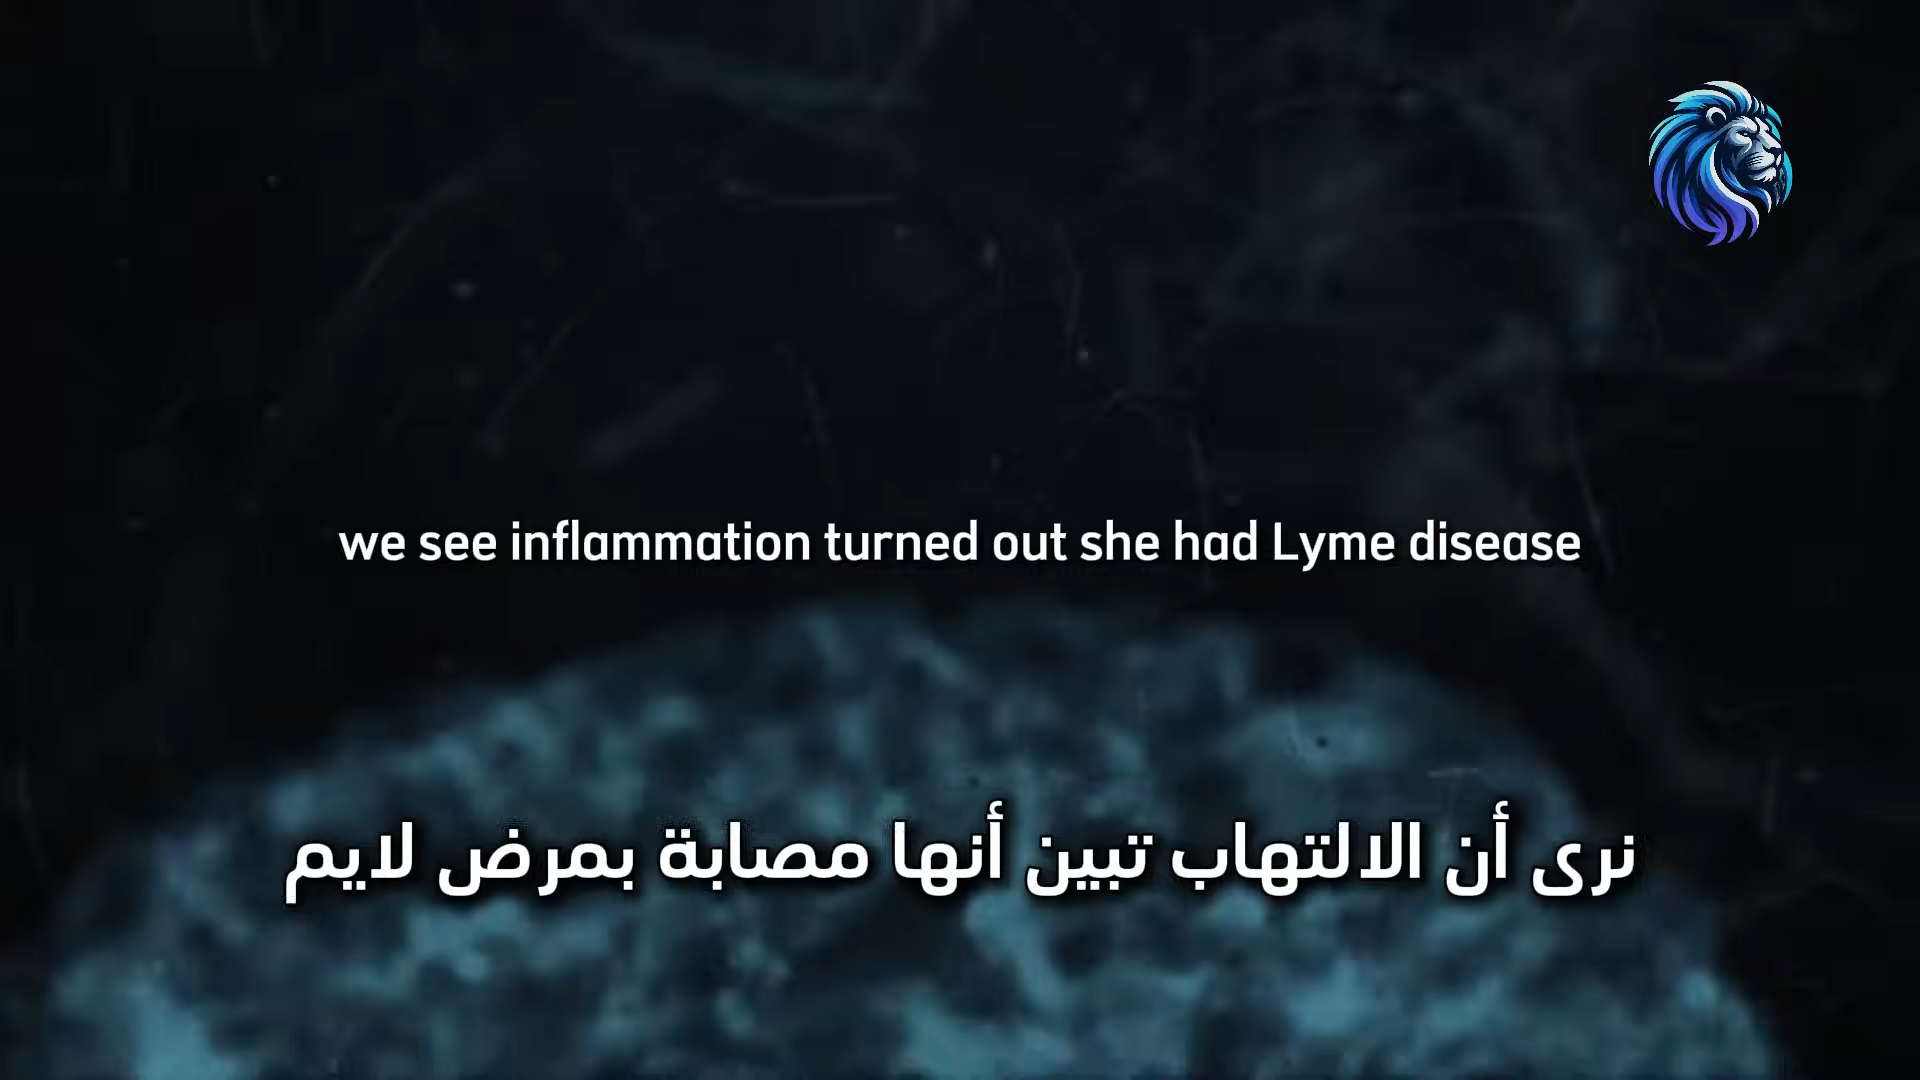 we see inflammation turned out she had Lyme disease
نرى أن الالتهاب تبين أنها مصابة بمرض لايم